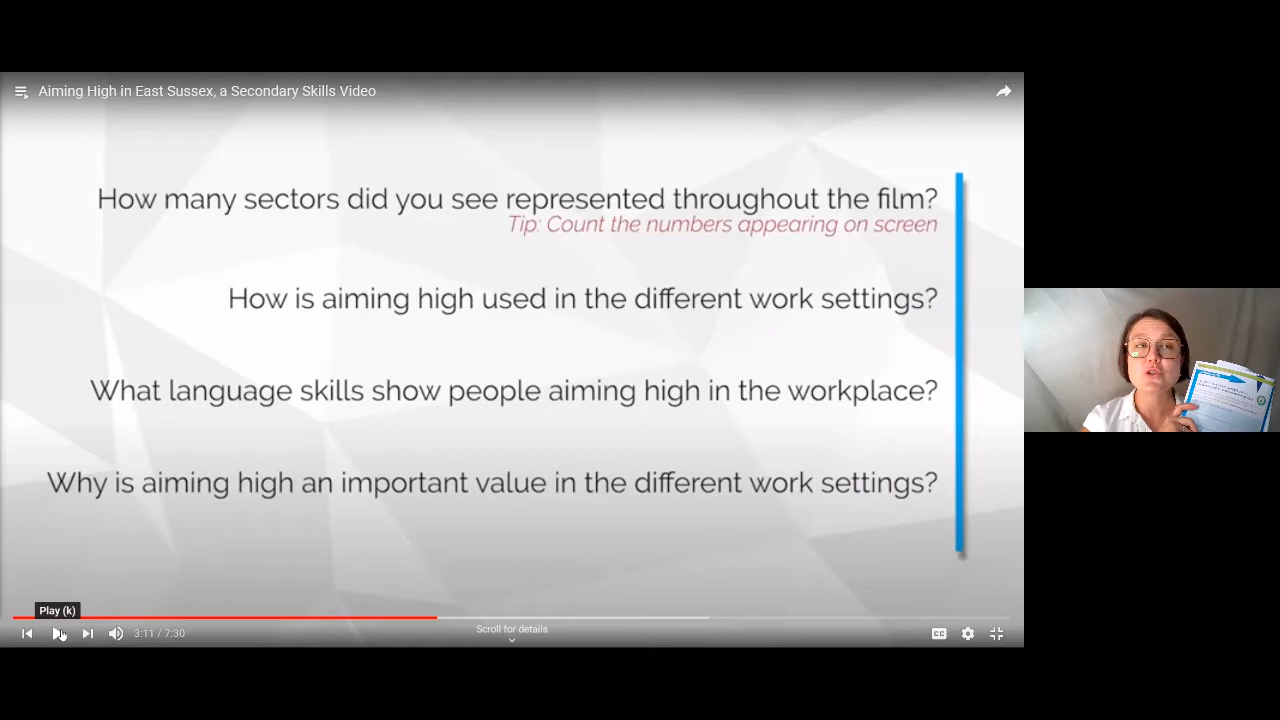 Aiming High in East Sussex, a Secondary Skills Video
How many sectors did you see represented throughout the film?
Tip: Count the numbers appearing on screen
How is aiming high used in the different work settings?
What language skills show people aiming high in the workplace?
Why is aiming high an important value in the different work settings?
Play (k)
3:11 / 7:30
Scroll for details
CC